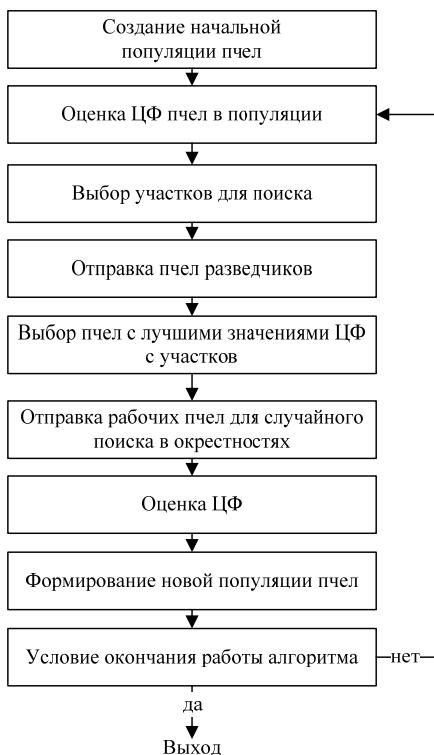 Создание начальной
популяции пчел
Оценка ЦФ пчел в популяции
Выбор участков для поиска
Отправка пчел разведчиков
Выбор пчел с лучшими значениями ЦФ
с участков
Отправка рабочих пчел для случайного
поиска в окрестностях
Оценка ЦФ
Формирование новой популяции пчел
Условие окончания работы алгоритма
нет
да
Выход